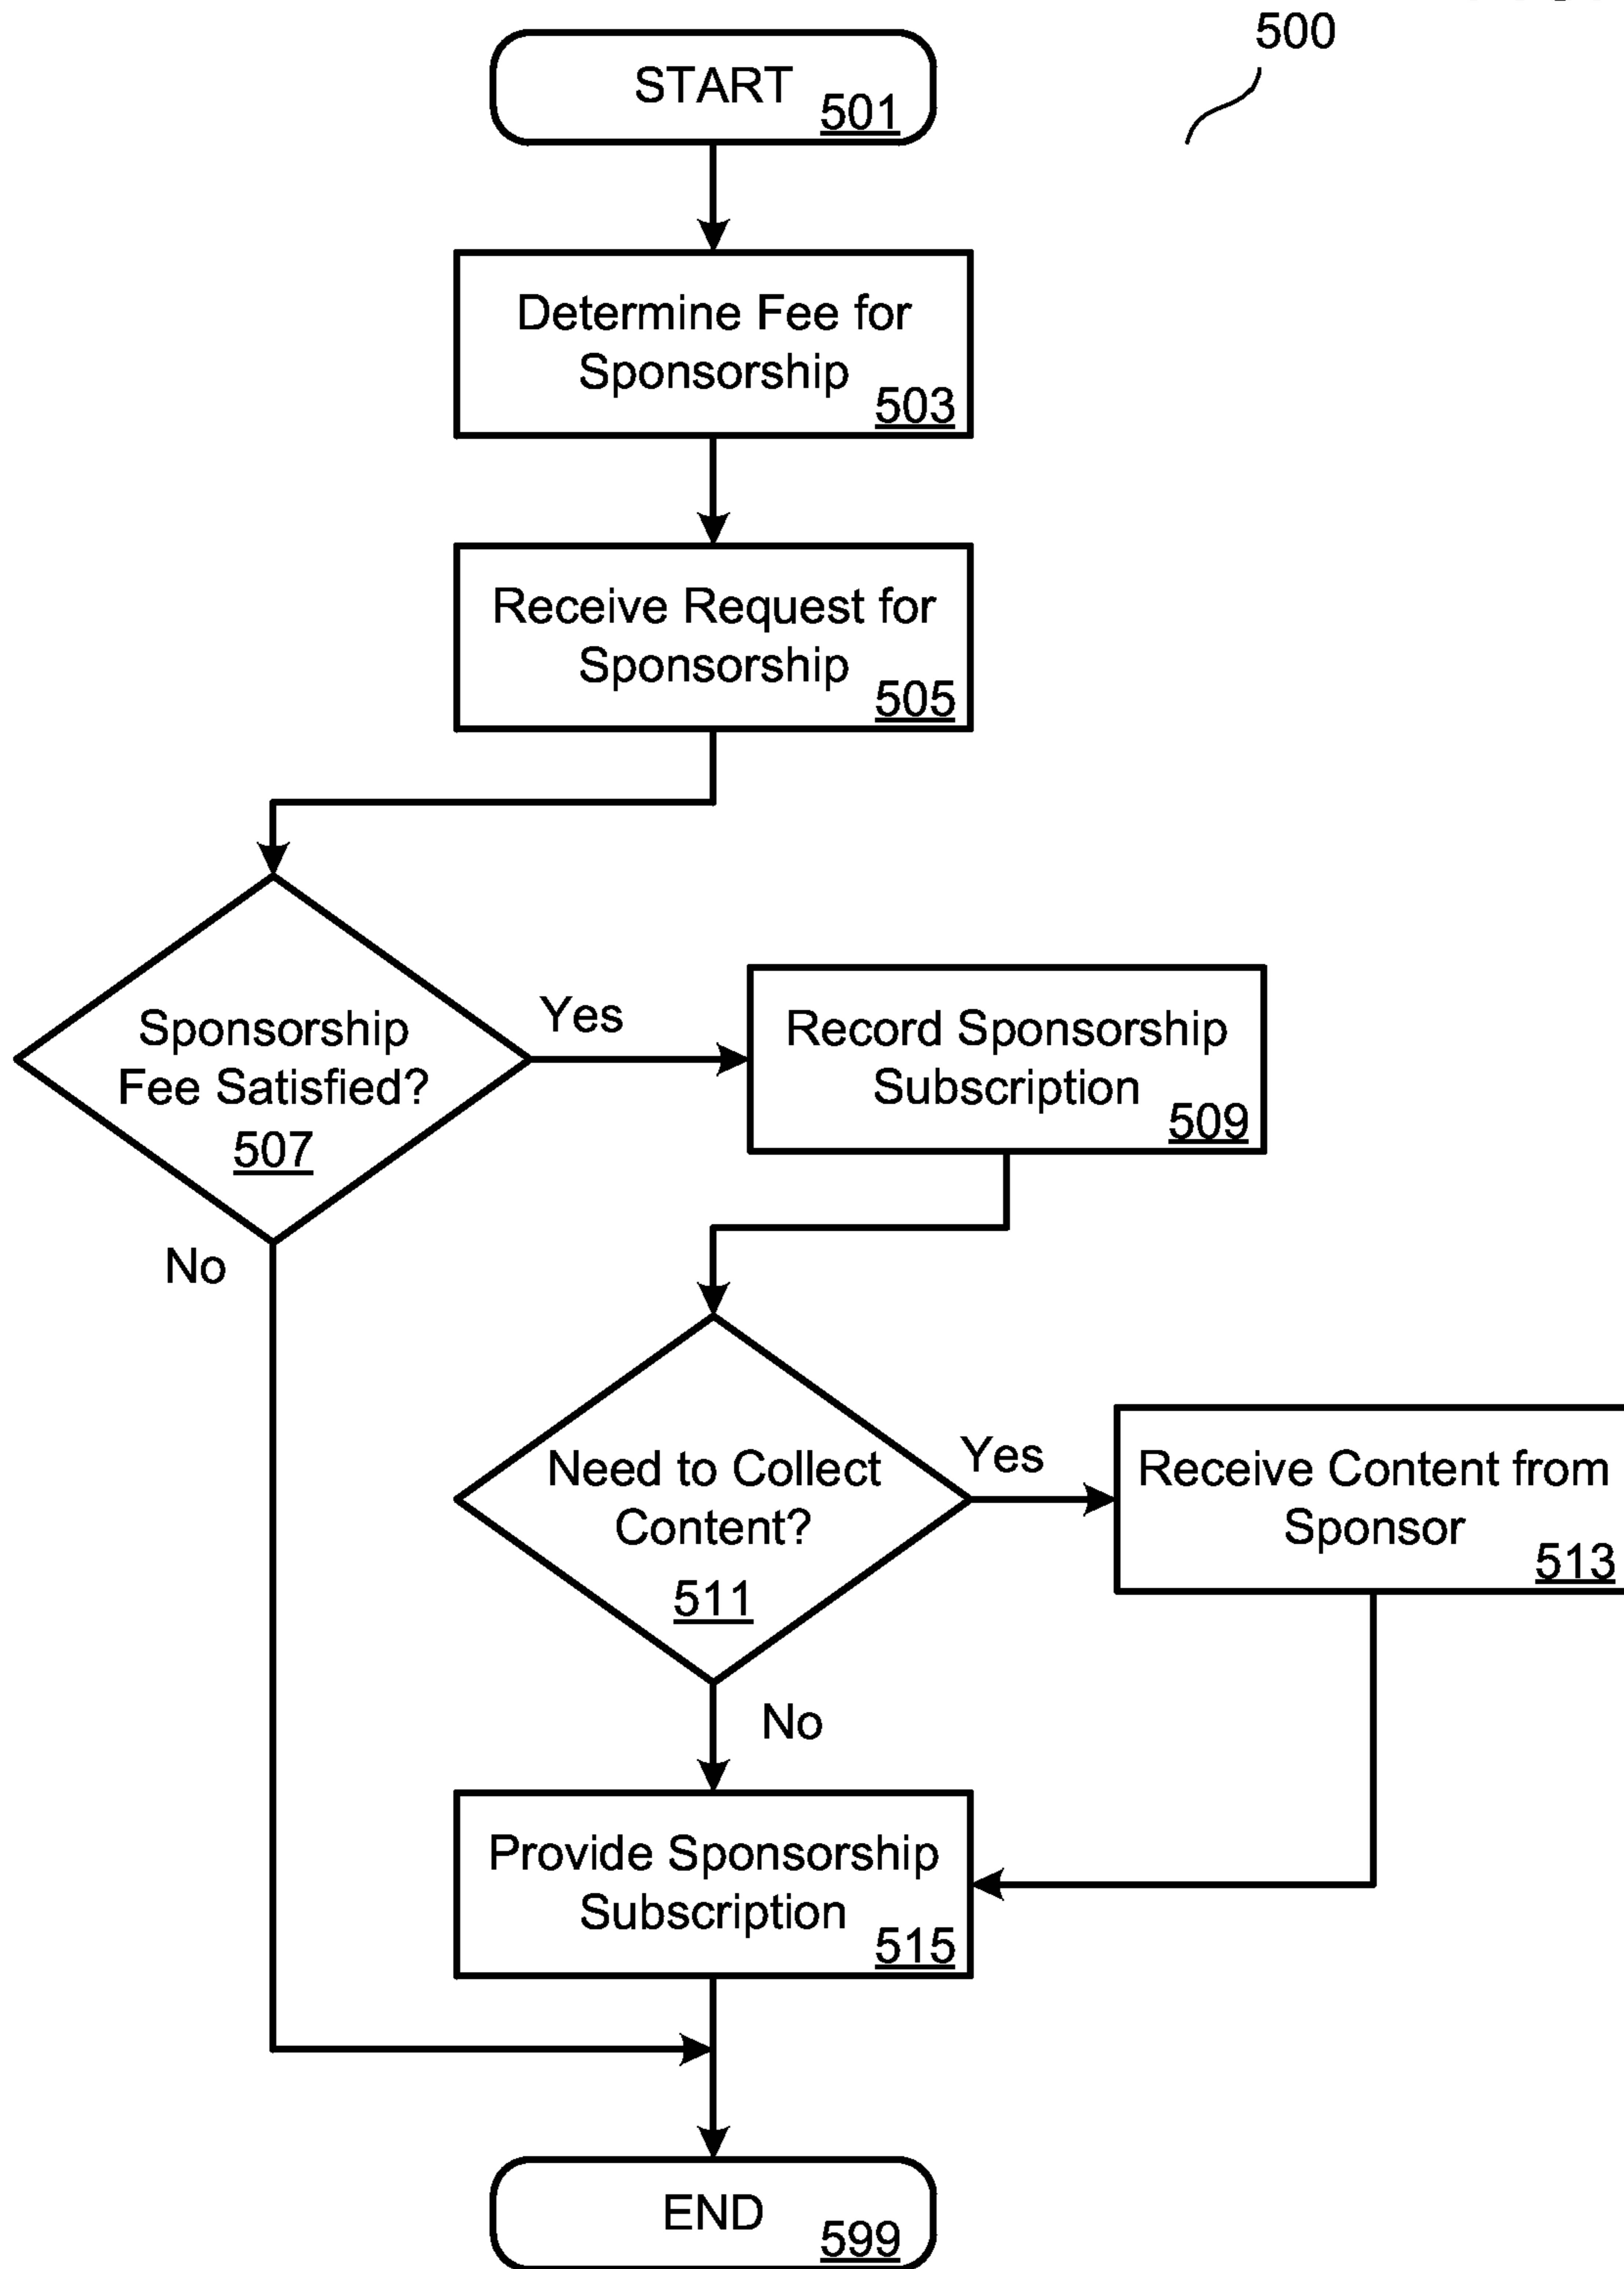 500
START
501
Determine Fee for
Sponsorship
503
Receive Request for
Sponsorship
505
Sponsorship
Fee Satisfied?
507
Yes
No
Record Sponsorship
Subscription
509
Need to Collect
Content?
511
Yes
No
Receive Content from
Sponsor
513
Provide Sponsorship
Subscription
515
END
599